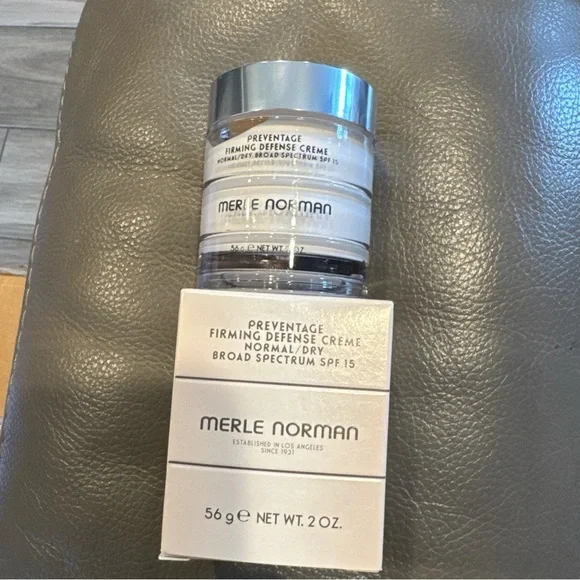 PREVENTAGE
FIRMING DEFENSE CREME
NORMAL/DRY BROAD SPECTRUM SPF 15
MERLE NORMAN
56 g e NET WT. 2 OZ.
PREVENTAGE
FIRMING DEFENSE CREME
NORMAL/DRY
BROAD SPECTRUM SPF 15
MERLE NORMAN
ESTABLISHED IN LOS ANGELES
SINCE 1931
56 g e NET WT. 2 OZ.